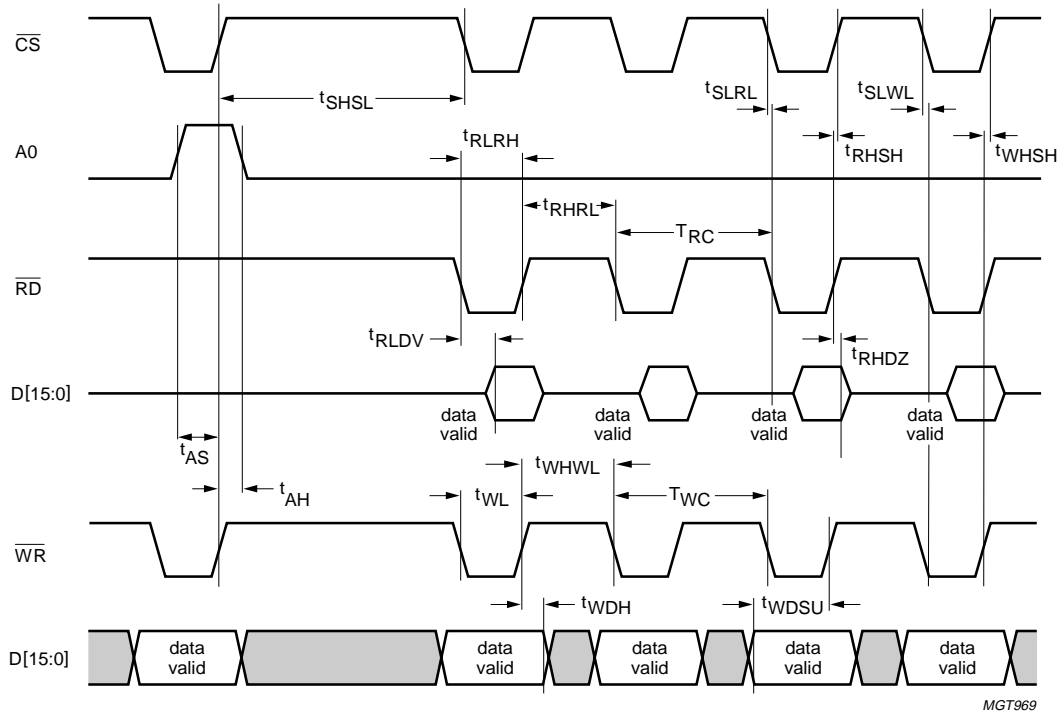 CS
tSHSL
tSLRL
tSLWL
A0
tRLRH
tRHSH
tWHSH
tRHRL
TRC
RD
tRLDV
tRHDZ
D[15:0]
data valid
data valid
data valid
data valid
tAS
tWHWL
tAH
tWL
TWC
WR
tWDH
tWDSU
D[15:0]
data valid
data valid
data valid
data valid
data valid
MGT969